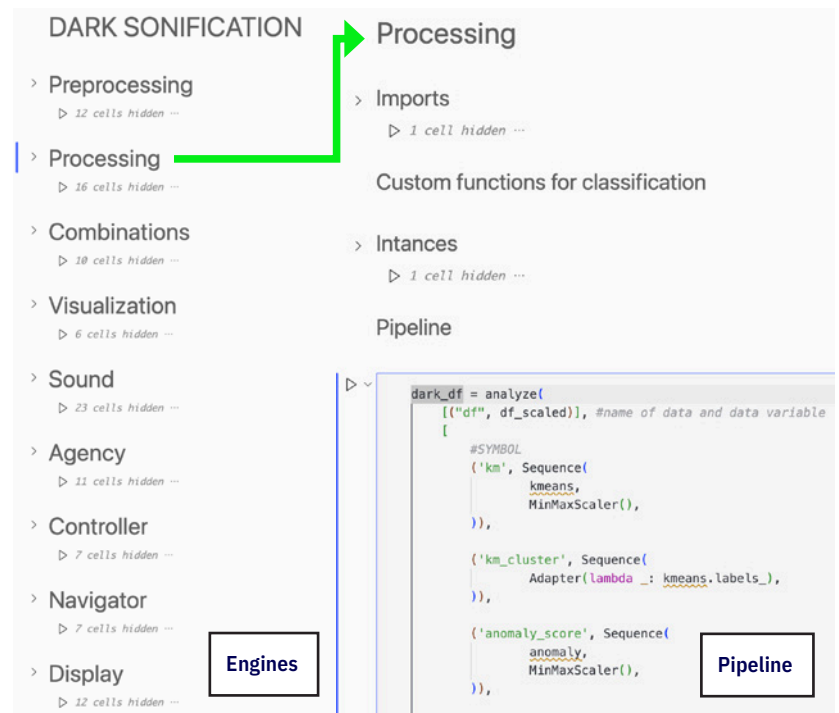 DARK SONIFICATION
Preprocessing
12 cells hidden ...
Processing
16 cells hidden ...
Combinations
10 cells hidden ...
Visualization
6 cells hidden ...
Sound
23 cells hidden ...
Agency
11 cells hidden ...
Controller
7 cells hidden ...
Navigator
7 cells hidden ...
Display
12 cells hidden ...
Engines
Processing
Imports
1 cell hidden ...
Custom functions for classification
Intances
1 cell hidden ...
Pipeline
dark_df = analyze(
[("df", df_scaled)], #name of data and data variable
[
#SYMBOL
('km', Sequence(
kmeans,
MinMaxScaler(),
)),
('km_cluster', Sequence(
Adapter(lambda _: kmeans.labels_),
)),
('anomaly_score', Sequence(
anomaly,
MinMaxScaler(),
)),
Pipeline